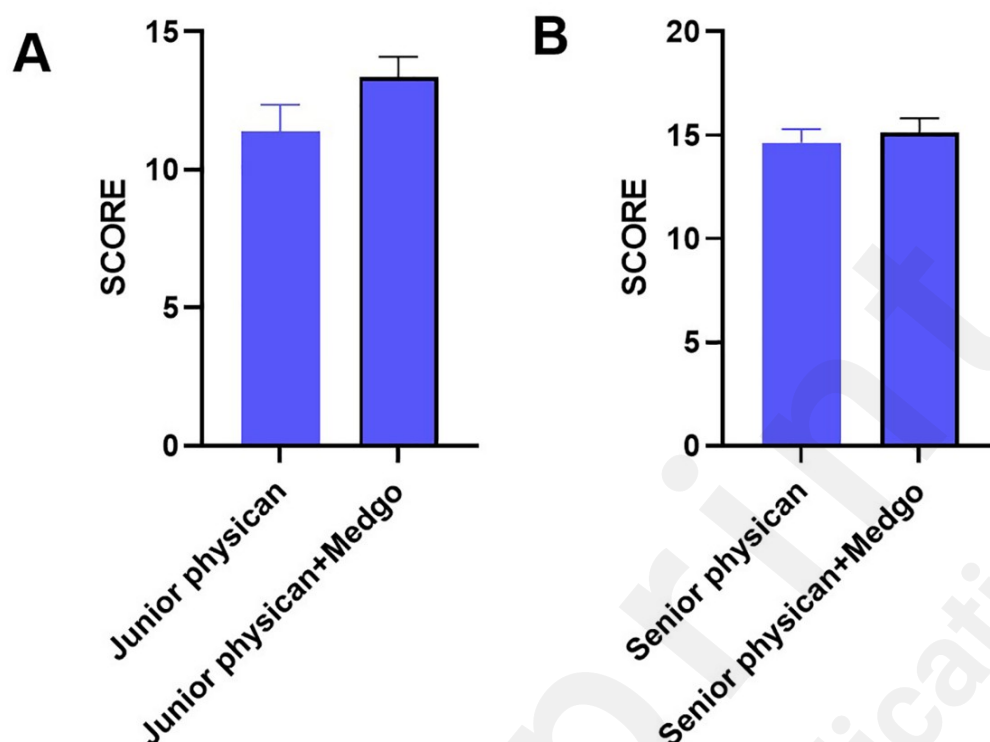 A
SCORE
15
10
5
0
Junior physican
Junior physican+Medgo
B
SCORE
20
15
10
5
0
Senior physican
Senior physican+Medgo
print